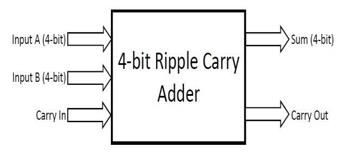 Input A (4-bit)
Input B (4-bit)
Carry In
4-bit Ripple Carry
Adder
Sum (4-bit)
Carry Out